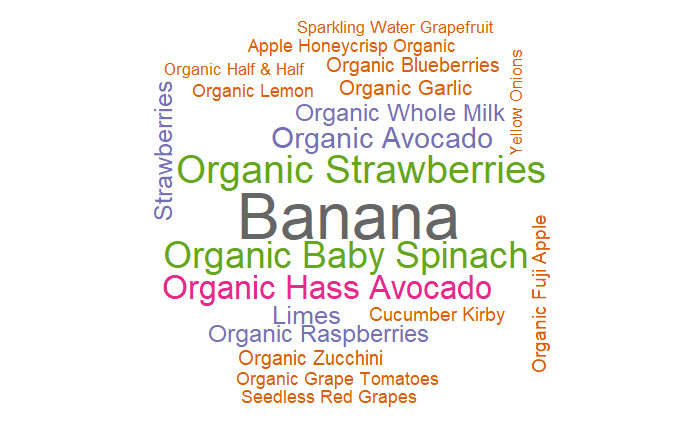 Sparkling Water Grapefruit
Apple Honeycrisp Organic
Organic Half & Half
Organic Blueberries
Organic Lemon
Organic Garlic
Yellow Onions
Strawberries
Organic Whole Milk
Organic Avocado
Organic Strawberries
Banana
Organic Baby Spinach
Organic Hass Avocado
Organic Fuji Apple
Limes
Cucumber Kirby
Organic Raspberries
Organic Zucchini
Organic Grape Tomatoes
Seedless Red Grapes